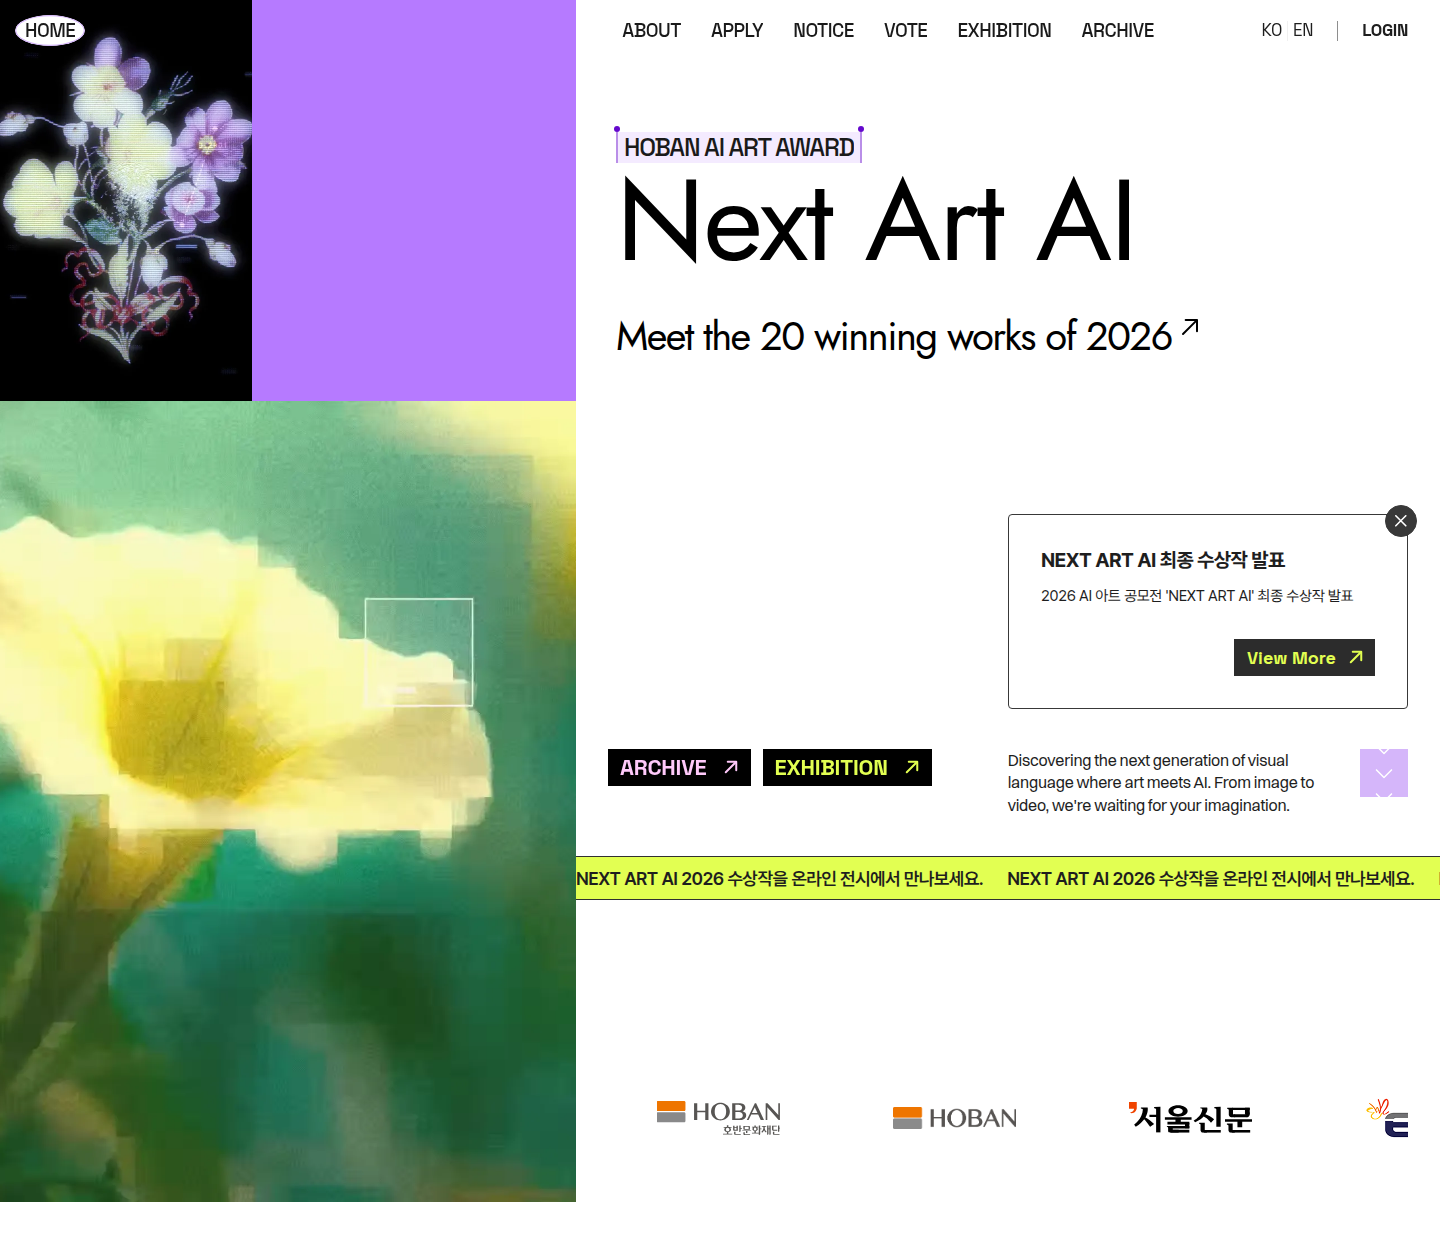 HOME
ABOUT APPLY NOTICE VOTE EXHIBITION ARCHIVE KO EN LOGIN
HOBAN AI ART AWARD
Next Art AI
Meet the 20 winning works of 2026
NEXT ART AI 최종 수상작 발표
2026 AI 아트 공모전 'NEXT ART AI' 최종 수상작 발표
View More
ARCHIVE EXHIBITION
Discovering the next generation of visual
language where art meets AI. From image to
video, we're waiting for your imagination.
NEXT ART AI 2026 수상작을 온라인 전시에서 만나보세요. NEXT ART AI 2026 수상작을 온라인 전시에서 만나보세요.
HOBAN
호반문화재단
HOBAN
서울신문